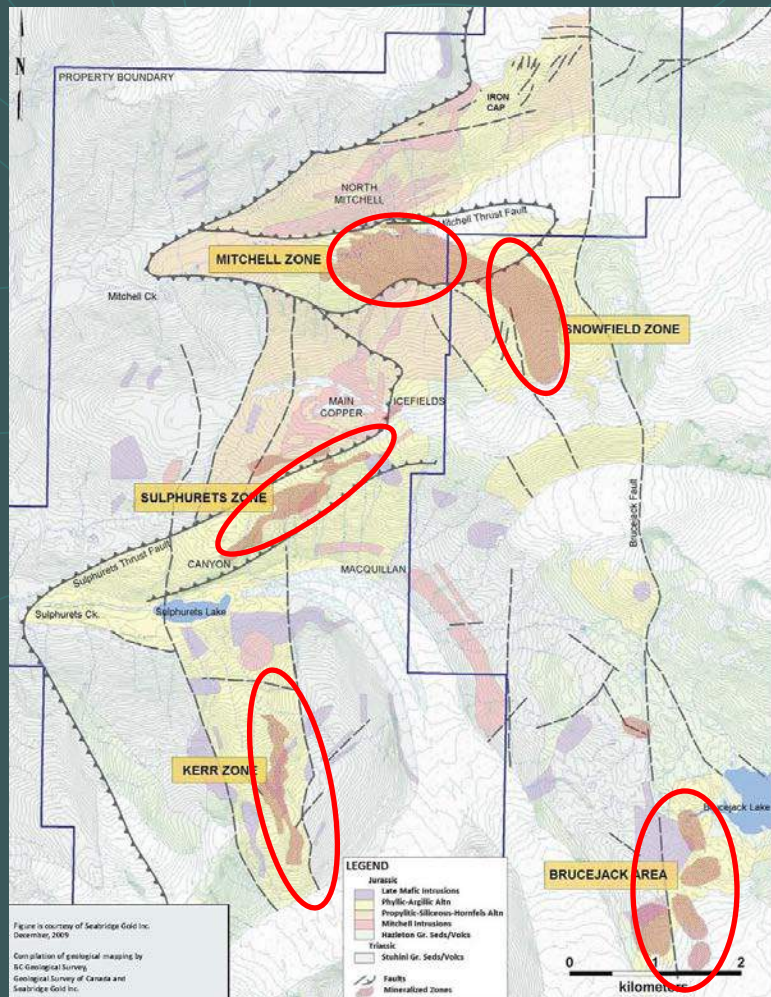 N
PROPERTY BOUNDARY
IRON
CAP
NORTH
MITCHELL
Mitchell Thrust Fault
MITCHELL ZONE
Mitchell Ck.
SNOWFIELD ZONE
MAIN
COPPER
ICEFIELDS
SULPHURETS ZONE
Brucejack Fault
CANYON
MACQUILLAN
Sulphurets Thrust Fault
Sulphurets Ck.
Sulphurets Lake
KERR ZONE
Brucejack Lake
BRUCEJACK AREA
LEGEND
Jurassic
Late Mafic Intrusions
Phyllic-Argillic Altn
Propylitic-Siliceous-Hornfels Altn
Mitchell Intrusions
Hazleton Gr. Seds/Volcs
Triassic
Stuhini Gr. Seds/Volcs
Faults
Mineralized Zones
0 1 2
kilometers
Figure is courtesy of Seabridge Gold Inc.
December, 2009
Compilation of geological mapping by
BC Geological Survey,
Geological Survey of Canada and
Seabridge Gold Inc.